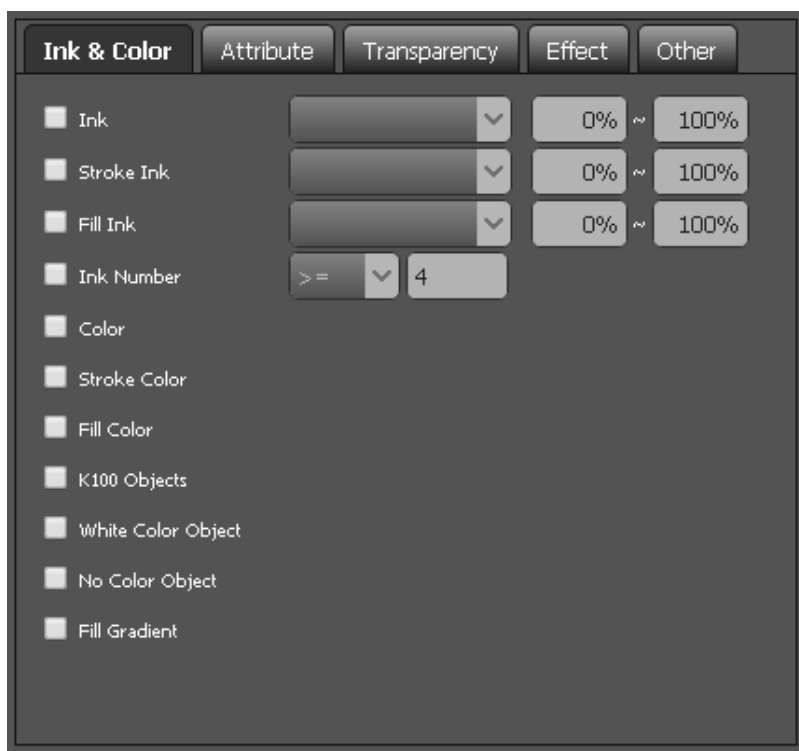 Ink & Color Attribute Transparency Effect Other
Ink 0% ~ 100%
Stroke Ink 0% ~ 100%
Fill Ink 0% ~ 100%
Ink Number >= 4
Color
Stroke Color
Fill Color
K100 Objects
White Color Object
No Color Object
Fill Gradient